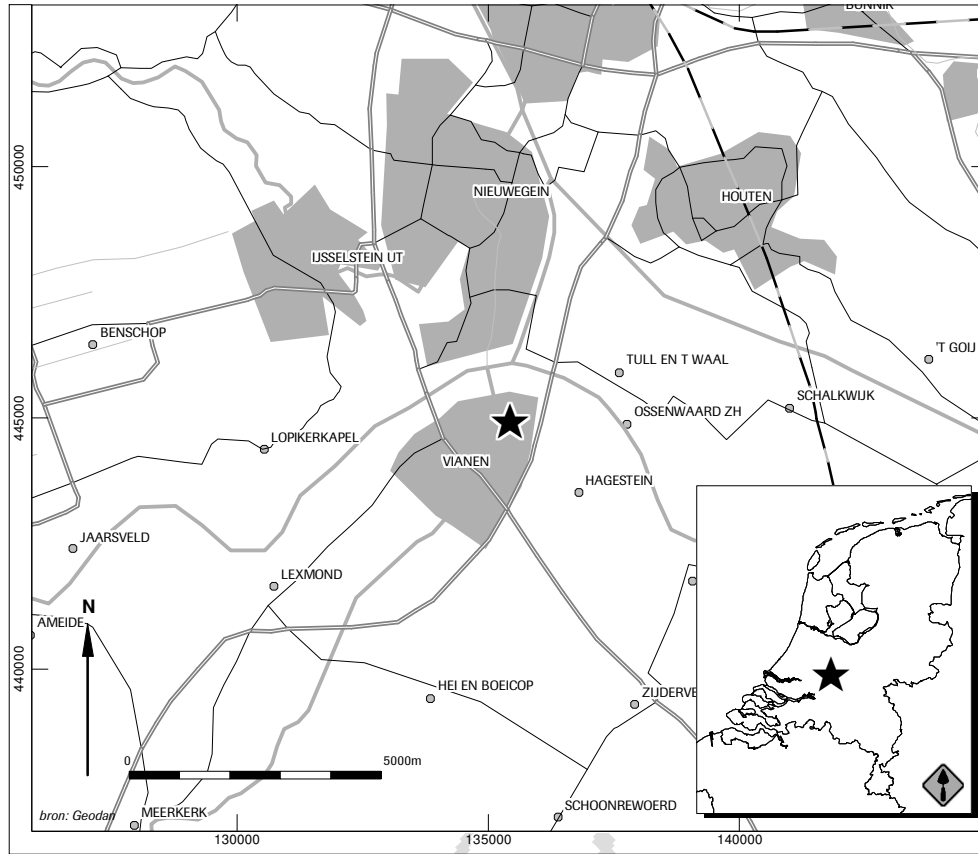 BUNNIK
450000
NIEUWEGEIN
HOUTEN
IJSSELSTEIN UT
BENSCHOP
TULL EN T WAAL
'T GOIJ
SCHALKWIJK
445000
OSSENWAARD ZH
LOPIKERKAPEL
VIANEN
HAGESTEIN
JAARSVELD
LEXMOND
N
AMEIDE
440000
HEI EN BOEICOP
ZIJDERVE
0
5000m
bron: Geodan
MEERKERK
SCHOONREWOERD
130000
135000
140000